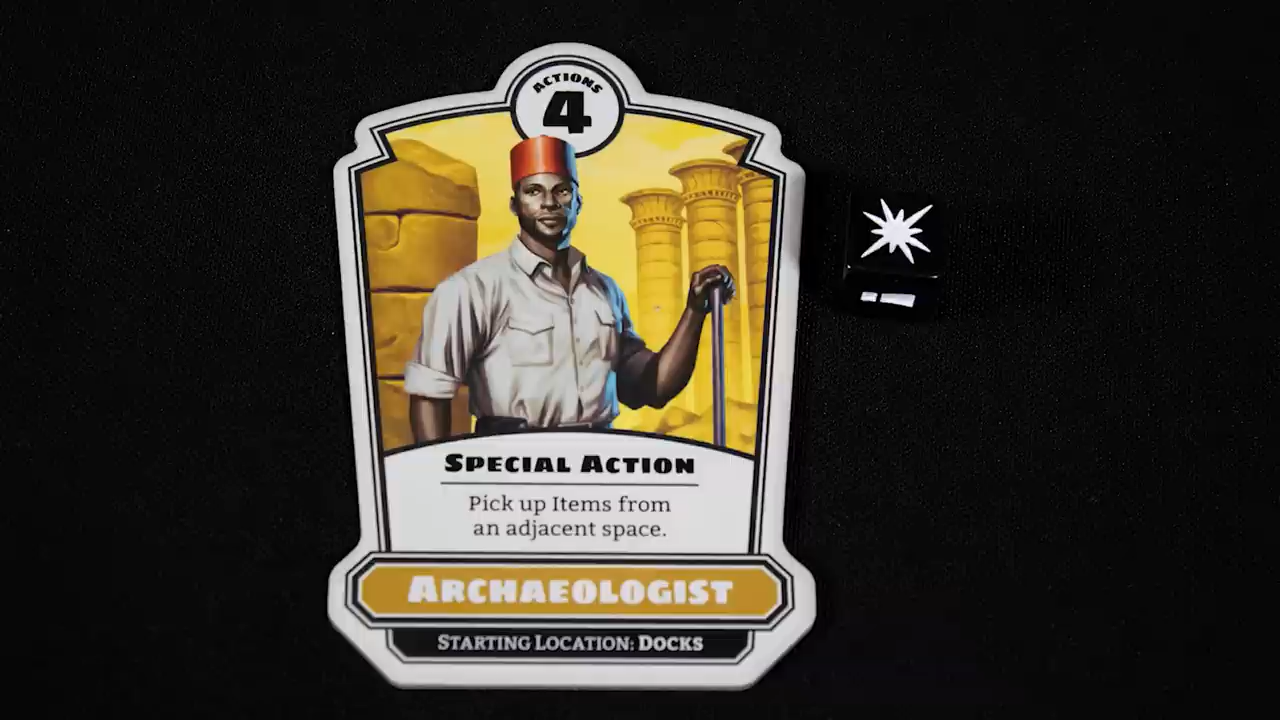 ACTIONS
4
SPECIAL ACTION
Pick up Items from
an adjacent space.
ARCHAEOLOGIST
STARTING LOCATION: DOCKS